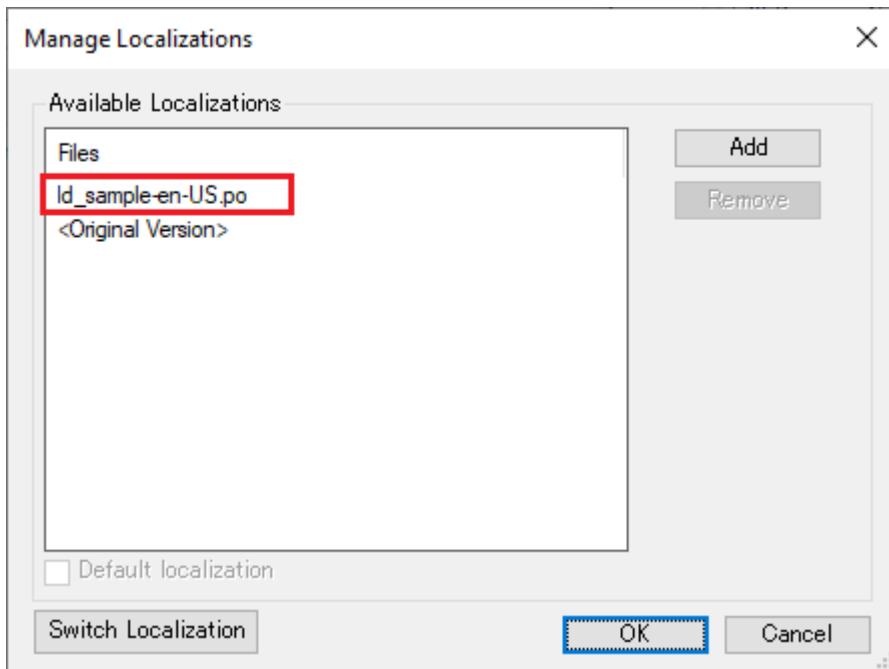 Manage Localizations
Available Localizations
Files
Add
ld_sample-en-US.po
Remove
<Original Version>
Default localization
Switch Localization
OK
Cancel